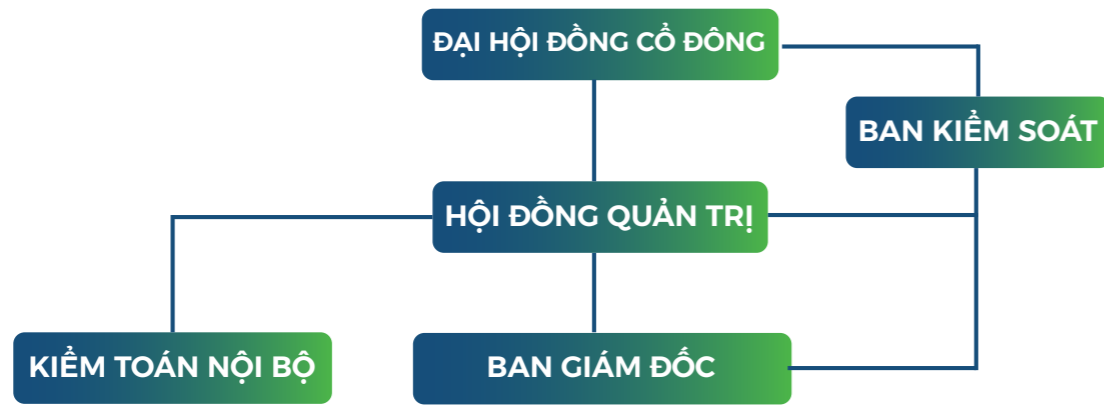 ĐẠI HỘI ĐỒNG CỔ ĐÔNG
BAN KIỂM SOÁT
HỘI ĐỒNG QUẢN TRỊ
KIỂM TOÁN NỘI BỘ
BAN GIÁM ĐỐC